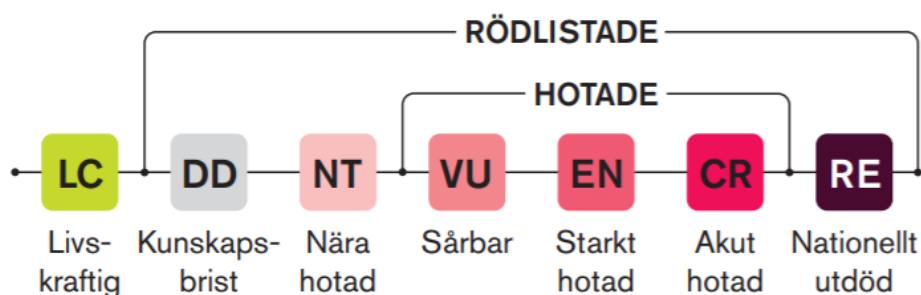 RÖDLISTADE
HOTADE
LC DD NT VU EN CR RE
Livs- Kunskaps- Nära Sårbar Starkt Akut Nationellt
kraftig brist hotad hotad hotad utdöd